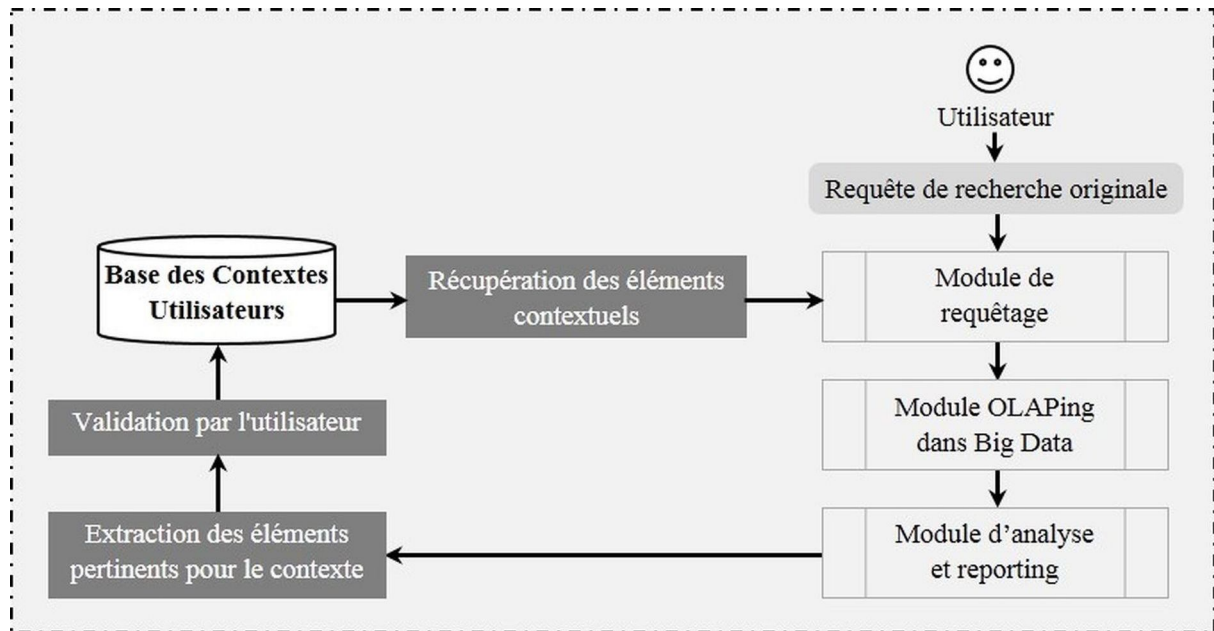 Utilisateur
Requête de recherche originale
Base des Contextes
Utilisateurs
Récupération des éléments
contextuels
Module de
requêtage
Validation par l'utilisateur
Module OLAPing
dans Big Data
Extraction des éléments
pertinents pour le contexte
Module d’analyse
et reporting